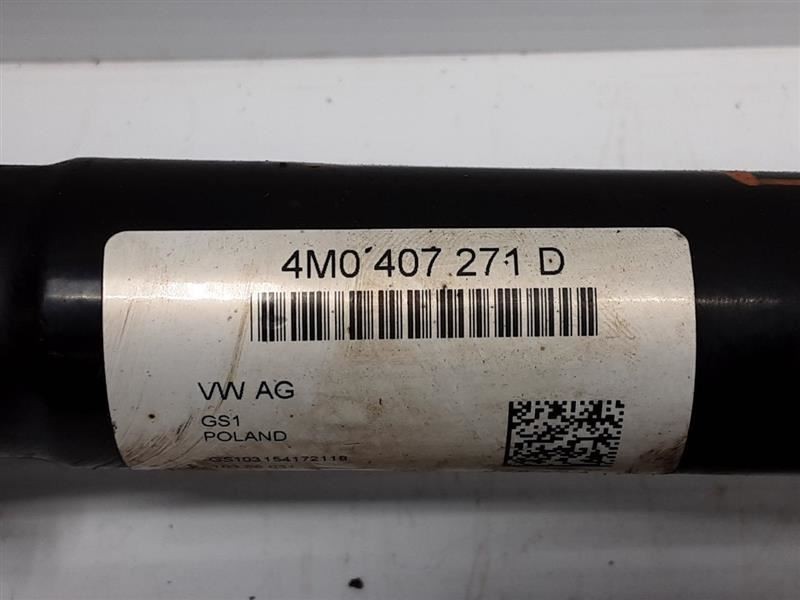 4M0 407 271 D
VW AG
GS1
POLAND
GS103154172118